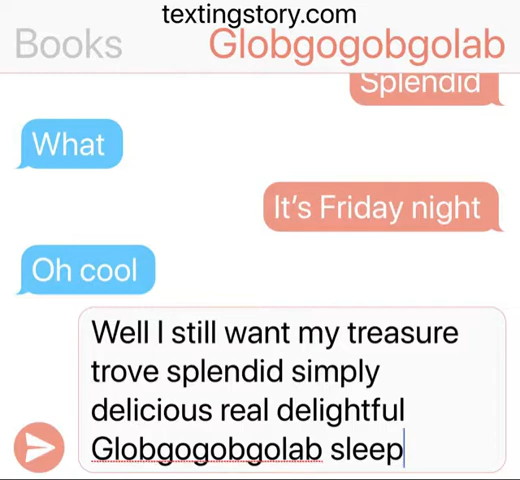 textingstory.com
Books
Globgogobgolab
Splendid
What
It's Friday night
Oh cool
Well I still want my treasure
trove splendid simply
delicious real delightful
Globgogobgolab sleep